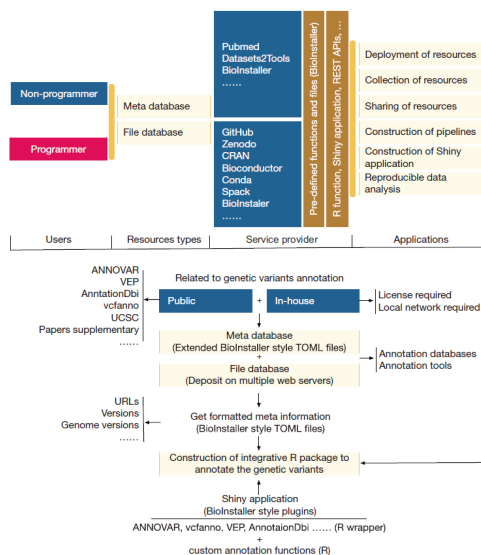 Non-programmer
Programmer
Meta database
File database
Pubmed
Datasets2Tools
BioInstaller
......
GitHub
Zenodo
CRAN
Bioconductor
Conda
Spack
BioInstaler
......
Pre-defined functions and files (BioInstaller)
R function, Shiny application, REST APIs, ...
Deployment of resources
Collection of resources
Sharing of resources
Construction of pipelines
Construction of Shiny
application
Reproducible data
analysis
Users
Resources types
Service provider
Applications
ANNOVAR
VEP
AnntationDbi
vcfanno
UCSC
Papers supplementary
......
Related to genetic variants annotation
Public
+
In-house
License required
Local network required
Meta database
(Extended BioInstaller style TOML files)
+
File database
(Deposit on multiple web servers)
Annotation databases
Annotation tools
URLs
Versions
Genome versions
......
Get formatted meta information
(BioInstaller style TOML files)
Construction of integrative R package to
annotate the genetic variants
Shiny application
(BioInstaller style plugins)
ANNOVAR, vcfanno, VEP, AnnotaionDbi ...... (R wrapper)
+
custom annotation functions (R)